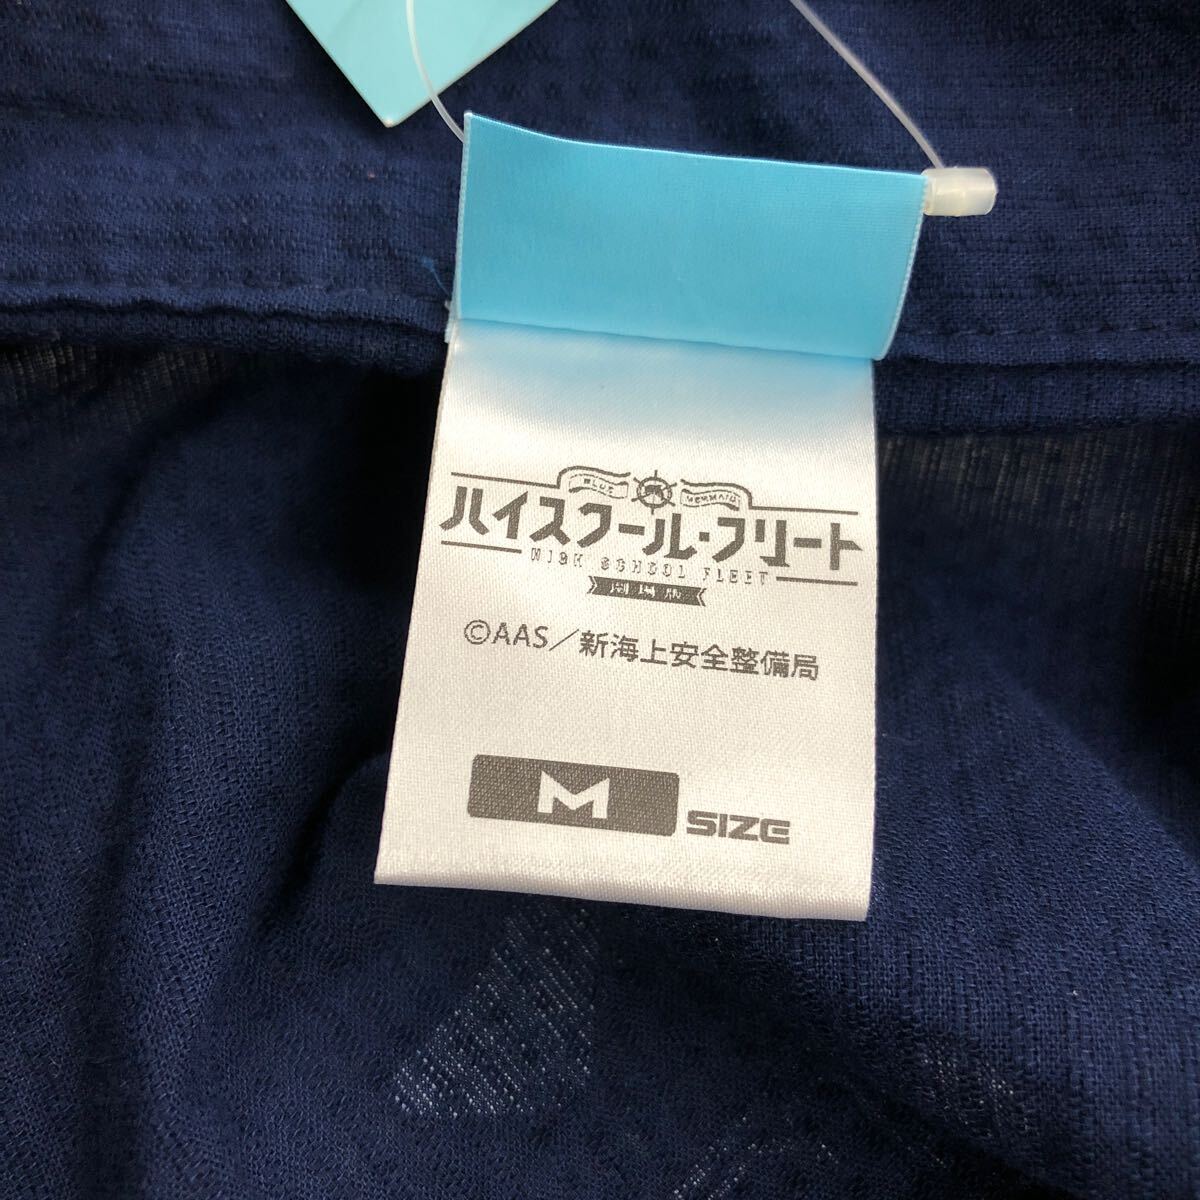 BLUE MERMAID
ハイスクール・フリート
HIGH SCHOOL FLEET
劇場版
©AAS／新海上安全整備局
M SIZE